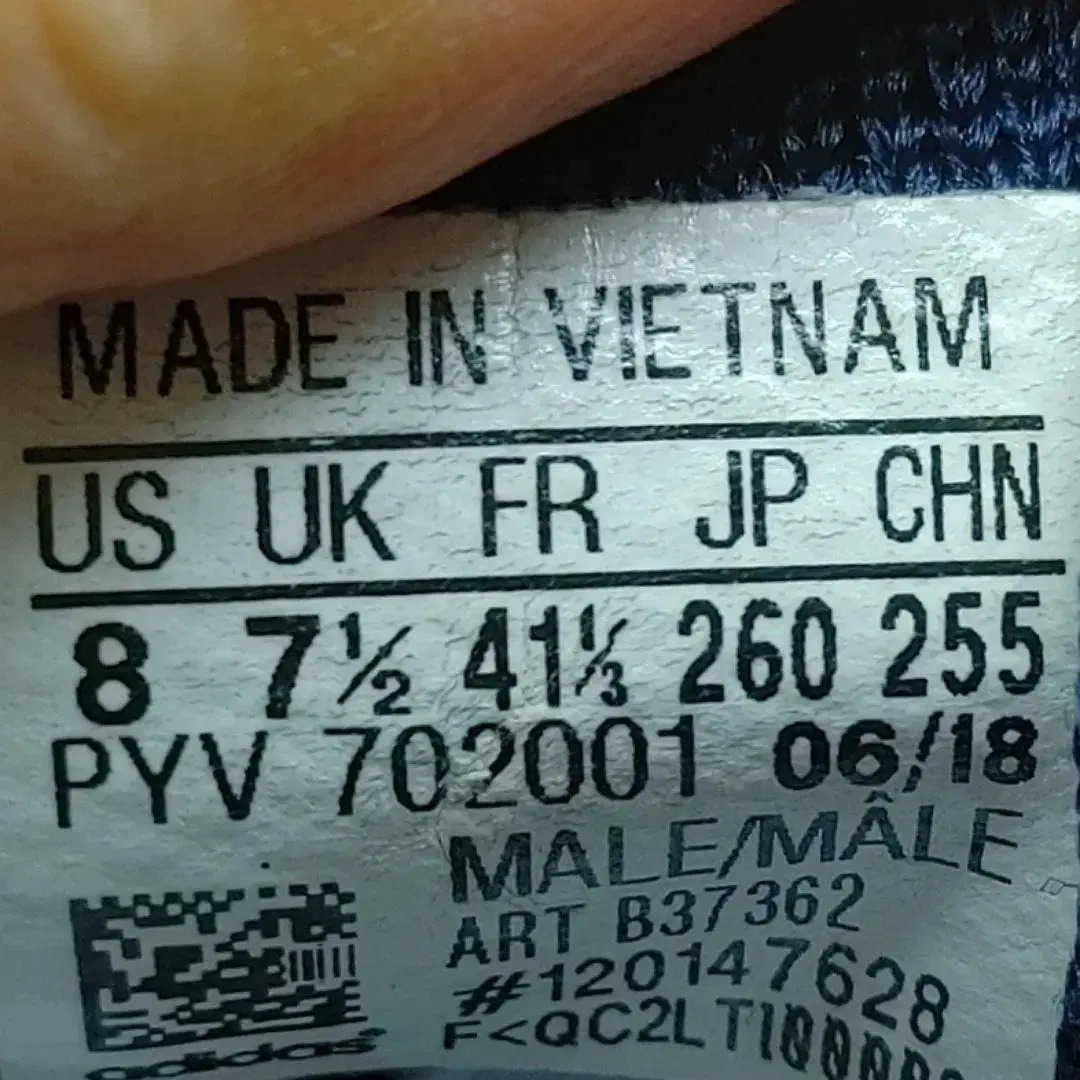 MADE IN VIETNAM
US UK FR JP CHN
8 7½ 41⅓ 260 255
PYV 702001 06/18
MALE/MÂLE
ART B37362
#120147628
adidas